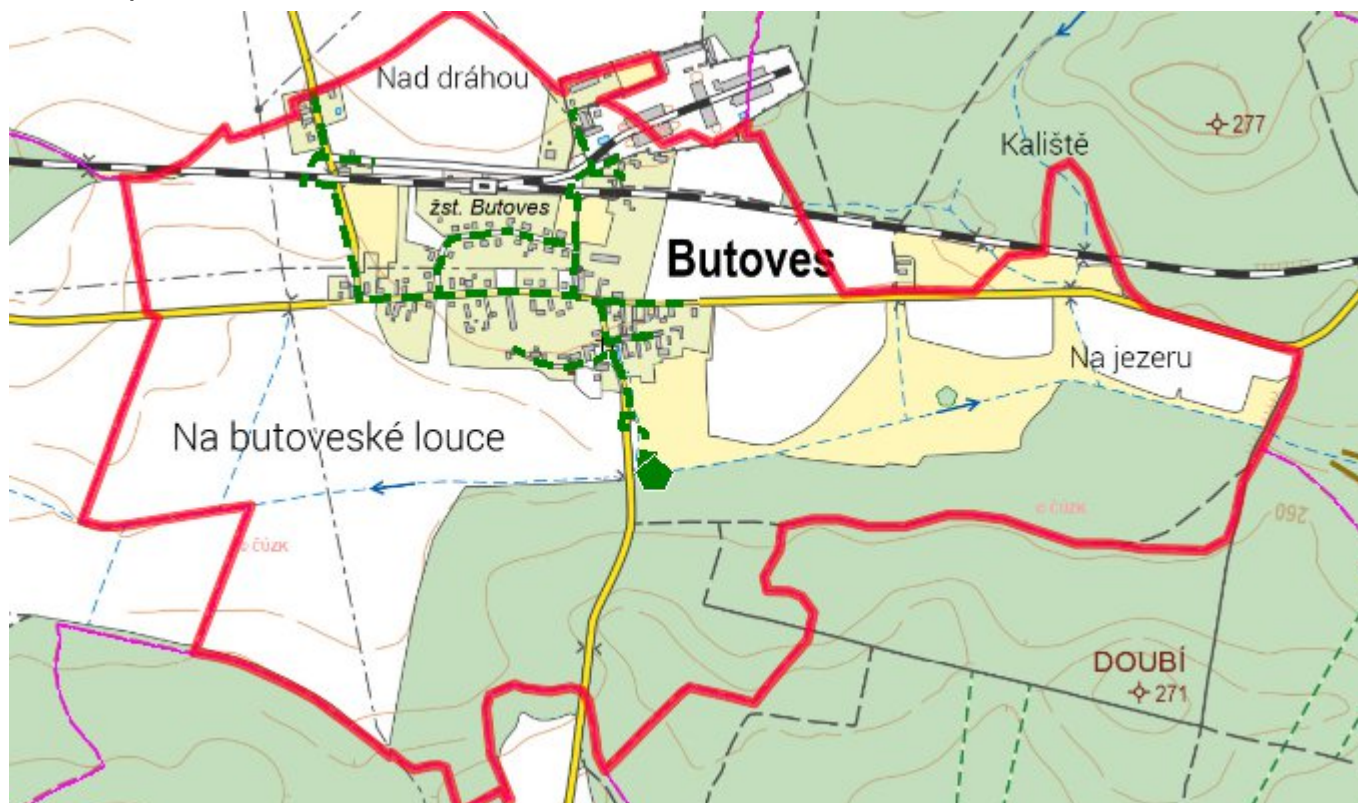 Nad dráhou
277
Kaliště
žst. Butoves
Butoves
Na jezeru
Na butoveské louce
© ČÚZK
260
© ČÚZK
DOUBÍ
271